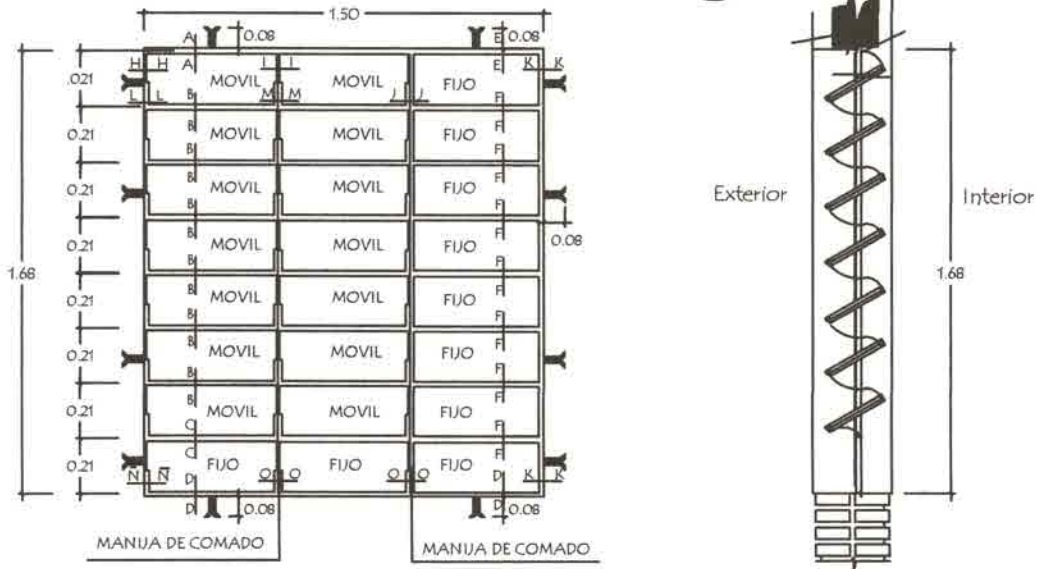 1.50
A 0.08 E 0.08
H H A I I E K K
.021 MOVIL MOVIL FIJO
L L B M M J J F
0.21 B MOVIL MOVIL FIJO F
B F
0.21 B MOVIL MOVIL FIJO F
B F
0.08
0.21 B MOVIL MOVIL FIJO F
B F
1.68
0.21 B MOVIL MOVIL FIJO F
B F
0.21 B MOVIL MOVIL FIJO F
B F
0.21 B MOVIL MOVIL FIJO F
C F
0.21 C FIJO FIJO FIJO F
Ñ Ñ D O O O O D K K
D 0.08 D 0.08
MANIJA DE COMADO MANIJA DE COMADO
Exterior Interior
1.68